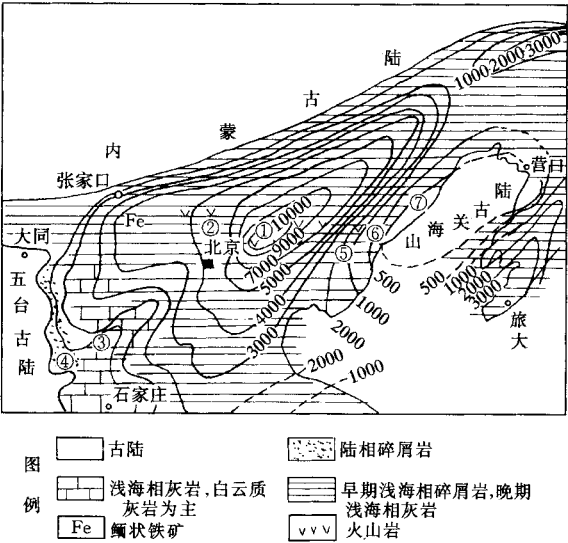 内蒙古陆
1000 2000 3000
张家口
Fe
大同
五台古陆
①
②
北京
10000
9000
7000
5000
4000
3000
③
④
石家庄
⑤
⑥
⑦
山海关古陆
营口
500
1000
2000
2000
1000
500
1000
2000
3000
旅大
图例
古陆
陆相碎屑岩
浅海相灰岩,白云质
灰岩为主
早期浅海相碎屑岩,晚期
浅海相灰岩
Fe 鲕状铁矿
火山岩